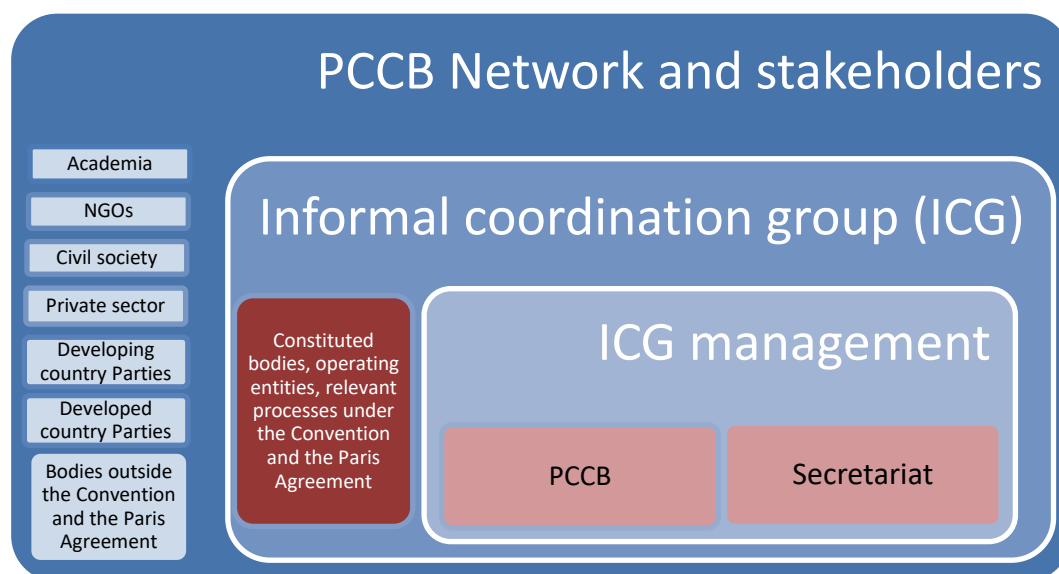 PCCB Network and stakeholders
Academia
NGOs
Civil society
Private sector
Developing
country Parties
Developed
country Parties
Bodies outside
the Convention
and the Paris
Agreement
Informal coordination group (ICG)
Constituted
bodies, operating
entities, relevant
processes under
the Convention
and the Paris
Agreement
ICG management
PCCB
Secretariat